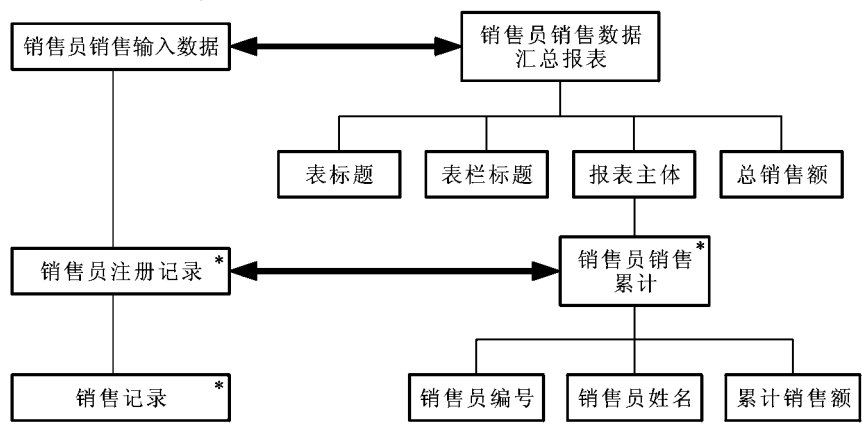 销售员销售输入数据
销售员销售数据
汇总报表
表标题
表栏标题
报表主体
总销售额
销售员注册记录*
销售员销售*
累计
销售记录*
销售员编号
销售员姓名
累计销售额